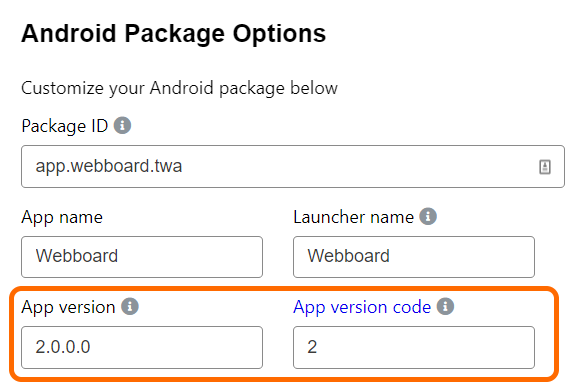 Android Package Options
Customize your Android package below
Package ID
app.webboard.twa
App name Launcher name
Webboard Webboard
App version App version code
2.0.0.0 2